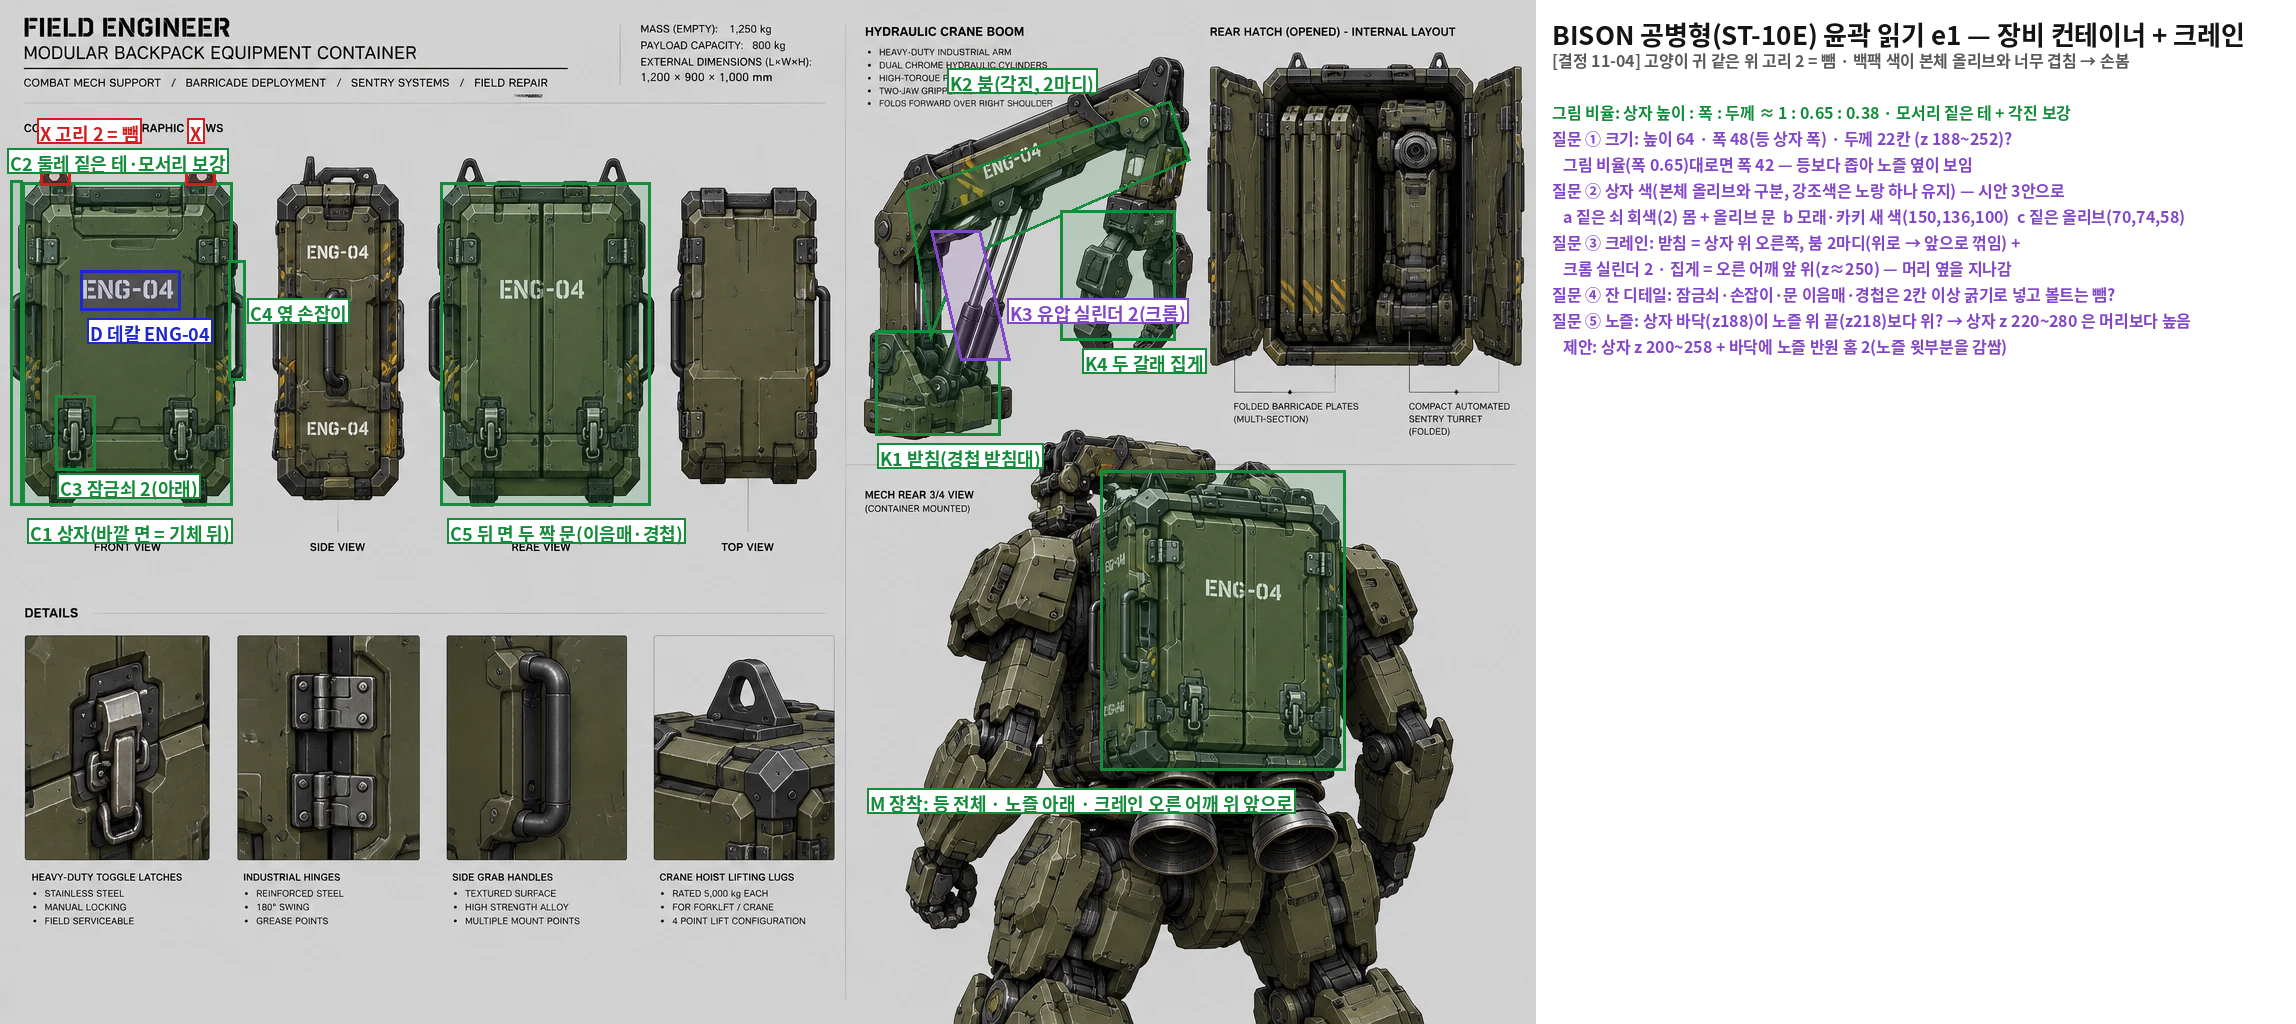 FIELD ENGINEER
MODULAR BACKPACK EQUIPMENT CONTAINER
COMBAT MECH SUPPORT / BARRICADE DEPLOYMENT / SENTRY SYSTEMS / FIELD REPAIR
MASS (EMPTY): 1,250 kg
PAYLOAD CAPACITY: 800 kg
EXTERNAL DIMENSIONS (L×W×H):
1,200 × 900 × 1,000 mm
X 고리 2 = 뺌
RAPHIC
X
WS
C2 둘레 짙은 테·모서리 보강
ENG-04
D 데칼 ENG-04
C4 옆 손잡이
C3 잠금쇠 2(아래)
C1 상자(바깥 면 = 기체 뒤)
FRONT VIEW
ENG-04
ENG-04
SIDE VIEW
ENG-04
C5 뒤 면 두 짝 문(이음매·경첩)
REAE VIEW
TOP VIEW
DETAILS
HEAVY-DUTY TOGGLE LATCHES
• STAINLESS STEEL
• MANUAL LOCKING
• FIELD SERVICEABLE
INDUSTRIAL HINGES
• REINFORCED STEEL
• 180° SWING
• GREASE POINTS
SIDE GRAB HANDLES
• TEXTURED SURFACE
• HIGH STRENGTH ALLOY
• MULTIPLE MOUNT POINTS
CRANE HOIST LIFTING LUGS
• RATED 5,000 kg EACH
• FOR FORKLFT / CRANE
• 4 POINT LIFT CONFIGURATION
HYDRAULIC CRANE BOOM
• HEAVY-DUTY INDUSTRIAL ARM
• DUAL CHROME HYDRAULIC CYLINDERS
• HIGH-TORQUE
• TWO-JAW GRIPP
• FOLDS FORWARD OVER RIGHT SHOULDER
K2 붐(각진, 2마디)
ENG-04
K3 유압 실린더 2(크롬)
K4 두 갈래 집게
K1 받침(경첩 받침대)
REAR HATCH (OPENED) - INTERNAL LAYOUT
FOLDED BARRICADE PLATES
(MULTI-SECTION)
COMPACT AUTOMATED
SENTRY TURRET
(FOLDED)
MECH REAR 3/4 VIEW
(CONTAINER MOUNTED)
ENG-04
ENG-04
M 장착: 등 전체 · 노즐 아래 · 크레인 오른 어깨 위 앞으로
BISON 공병형(ST-10E) 윤곽 읽기 e1 — 장비 컨테이너 + 크레인
[결정 11-04] 고양이 귀 같은 위 고리 2 = 뺌 · 백팩 색이 본체 올리브와 너무 겹침 → 손봄
그림 비율: 상자 높이 : 폭 : 두께 ≈ 1 : 0.65 : 0.38 · 모서리 짙은 테 + 각진 보강
질문 ① 크기: 높이 64 · 폭 48(등 상자 폭) · 두께 22칸 (z 188~252)?
그림 비율(폭 0.65)대로면 폭 42 — 등보다 좁아 노즐 옆이 보임
질문 ② 상자 색(본체 올리브와 구분, 강조색은 노랑 하나 유지) — 시안 3안으로
a 짙은 쇠 회색(2) 몸 + 올리브 문 b 모래·카키 새 색(150,136,100) c 짙은 올리브(70,74,58)
질문 ③ 크레인: 받침 = 상자 위 오른쪽, 붐 2마디(위로 → 앞으로 꺾임) +
크롬 실린더 2 · 집게 = 오른 어깨 앞 위(z≈250) — 머리 옆을 지나감
질문 ④ 잔 디테일: 잠금쇠·손잡이·문 이음매·경첩은 2칸 이상 굵기로 넣고 볼트는 뺌?
질문 ⑤ 노즐: 상자 바닥(z188)이 노즐 위 끝(z218)보다 위? → 상자 z 220~280 은 머리보다 높음
제안: 상자 z 200~258 + 바닥에 노즐 반원 홈 2(노즐 윗부분을 감쌈)